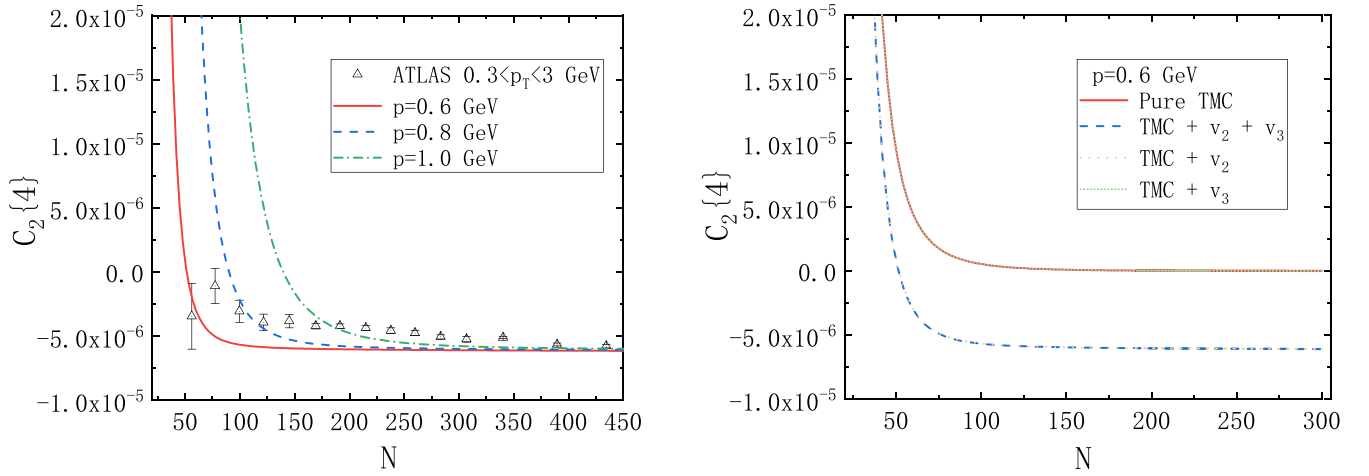 2.0x10⁻⁵
1.5x10⁻⁵
1.0x10⁻⁵
5.0x10⁻⁶
0.0
−5.0x10⁻⁶
−1.0x10⁻⁵
C₂{4}
ATLAS 0.3<p_T<3 GeV
p=0.6 GeV
p=0.8 GeV
p=1.0 GeV
50 100 150 200 250 300 350 400 450
N
2.0x10⁻⁵
1.5x10⁻⁵
1.0x10⁻⁵
5.0x10⁻⁶
0.0
−5.0x10⁻⁶
−1.0x10⁻⁵
C₂{4}
p=0.6 GeV
Pure TMC
TMC + v₂ + v₃
TMC + v₂
TMC + v₃
50 100 150 200 250 300
N